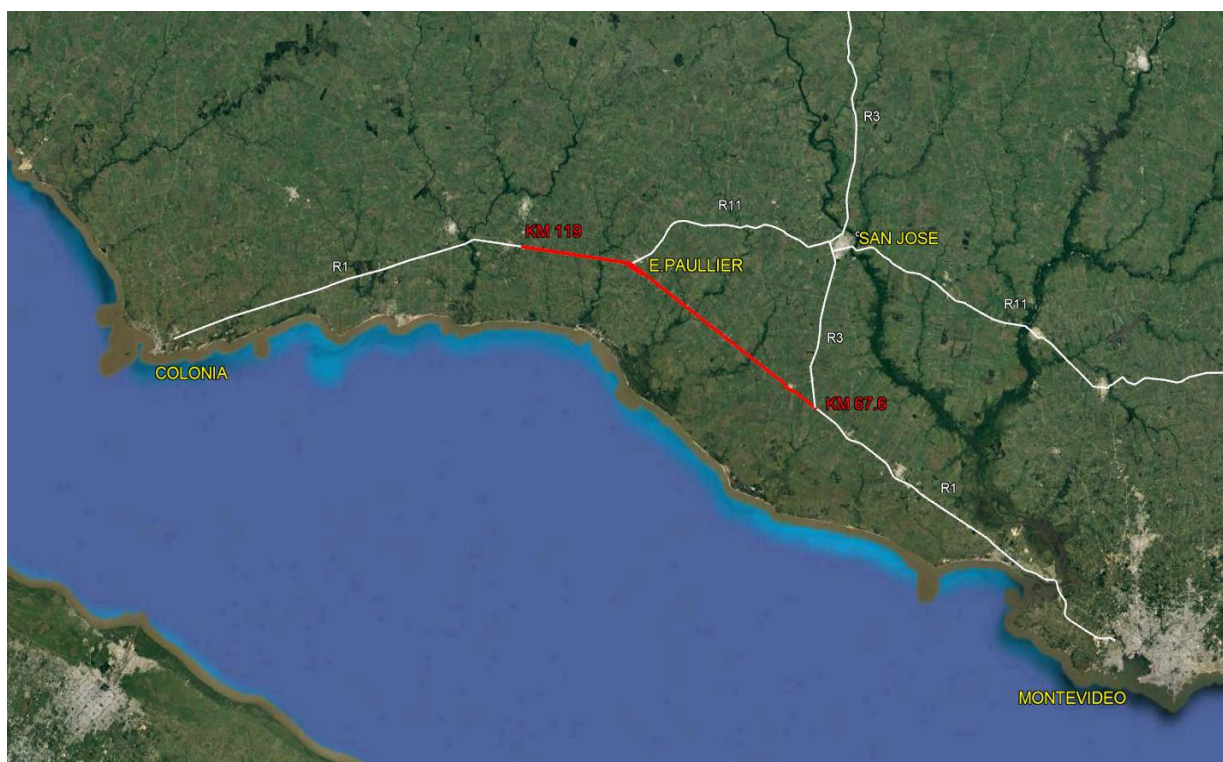 R3
R11
KM 119
SAN JOSE
R1
E.PAULLIER
R11
R3
COLONIA
KM 67.6
R1
MONTEVIDEO